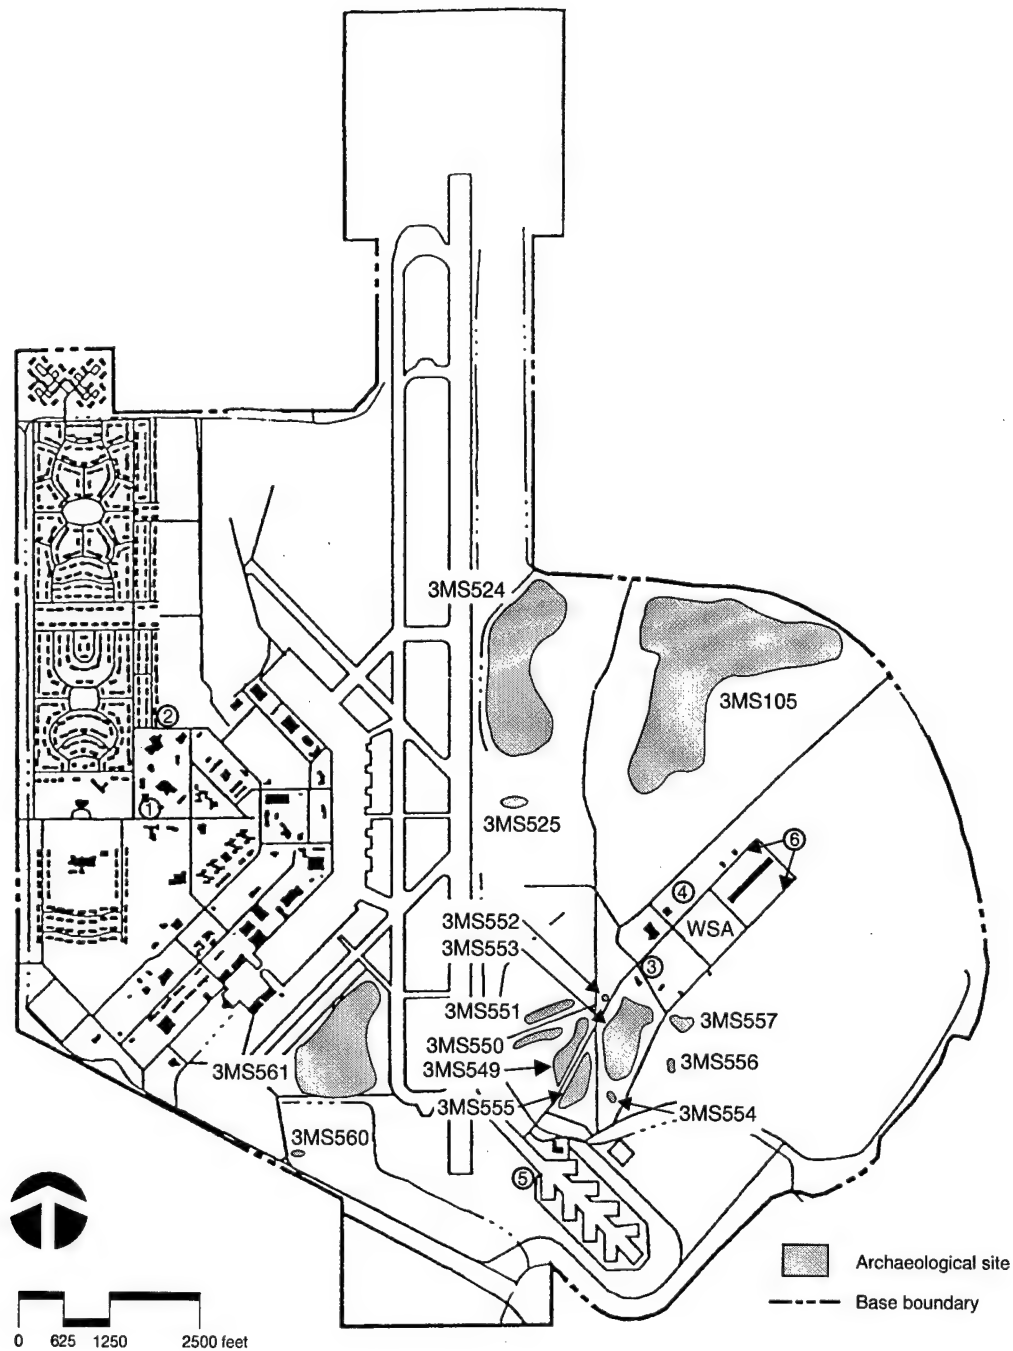 3MS524
3MS105
②
①
3MS525
⑥
④
3MS552
WSA
3MS553
③
3MS551
3MS557
3MS550
3MS561
3MS549
3MS556
3MS555
3MS554
3MS560
⑤
Archaeological site
Base boundary
0 625 1250 2500 feet